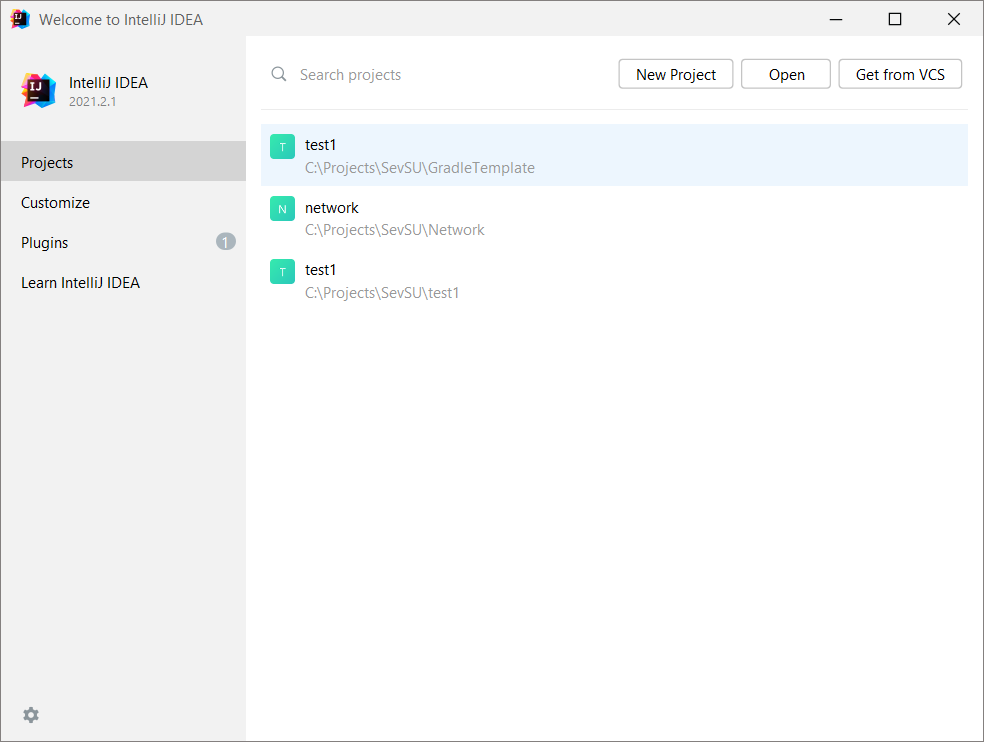 Welcome to IntelliJ IDEA
IJ
IntelliJ IDEA
2021.2.1
Projects
Customize
Plugins 1
Learn IntelliJ IDEA
Search projects New Project Open Get from VCS
T test1
C:\Projects\SevSU\GradleTemplate
N network
C:\Projects\SevSU\Network
T test1
C:\Projects\SevSU\test1